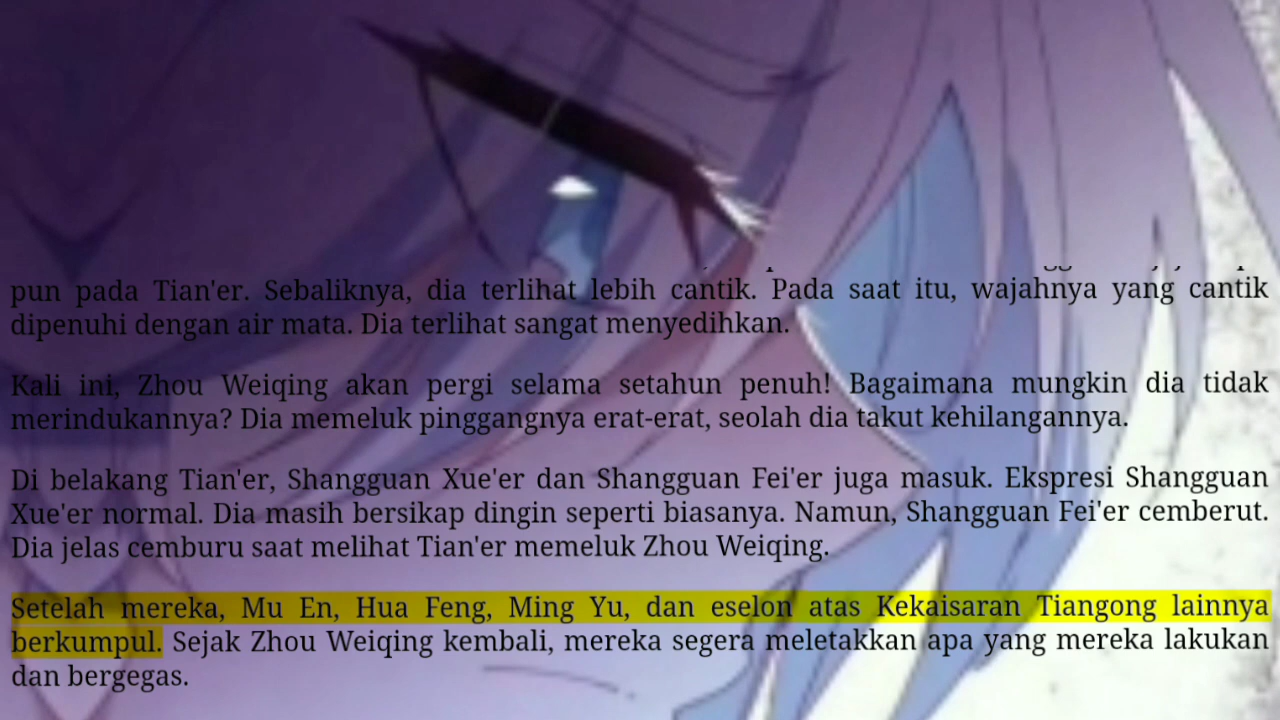 pun pada Tian'er. Sebaliknya, dia terlihat lebih cantik. Pada saat itu, wajahnya yang cantik
dipenuhi dengan air mata. Dia terlihat sangat menyedihkan.
Kali ini, Zhou Weiqing akan pergi selama setahun penuh! Bagaimana mungkin dia tidak
merindukannya? Dia memeluk pinggangnya erat-erat, seolah dia takut kehilangannya.
Di belakang Tian'er, Shangguan Xue'er dan Shangguan Fei'er juga masuk. Ekspresi Shangguan
Xue'er normal. Dia masih bersikap dingin seperti biasanya. Namun, Shangguan Fei'er cemberut.
Dia jelas cemburu saat melihat Tian'er memeluk Zhou Weiqing.
Setelah mereka, Mu En, Hua Feng, Ming Yu, dan eselon atas Kekaisaran Tiangong lainnya
berkumpul. Sejak Zhou Weiqing kembali, mereka segera meletakkan apa yang mereka lakukan
dan bergegas.